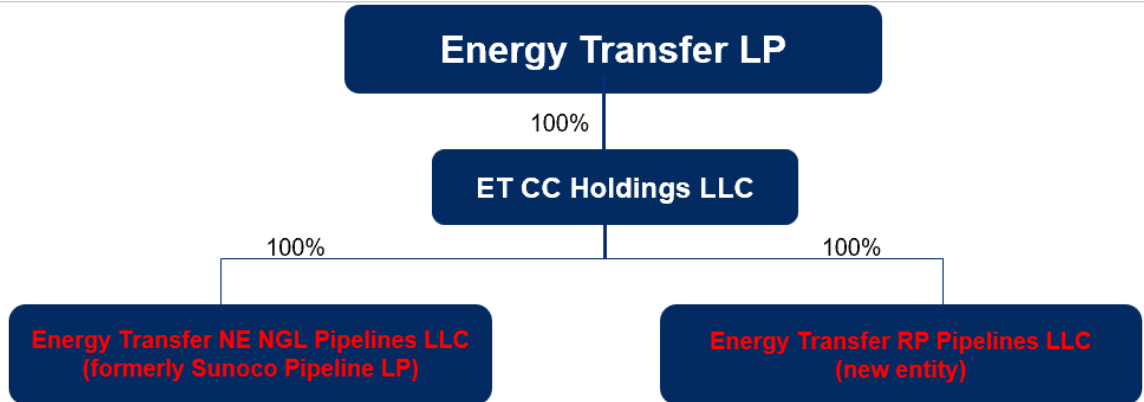 Energy Transfer LP
100%
ET CC Holdings LLC
100%
100%
Energy Transfer NE NGL Pipelines LLC
(formerly Sunoco Pipeline LP)
Energy Transfer RP Pipelines LLC
(new entity)